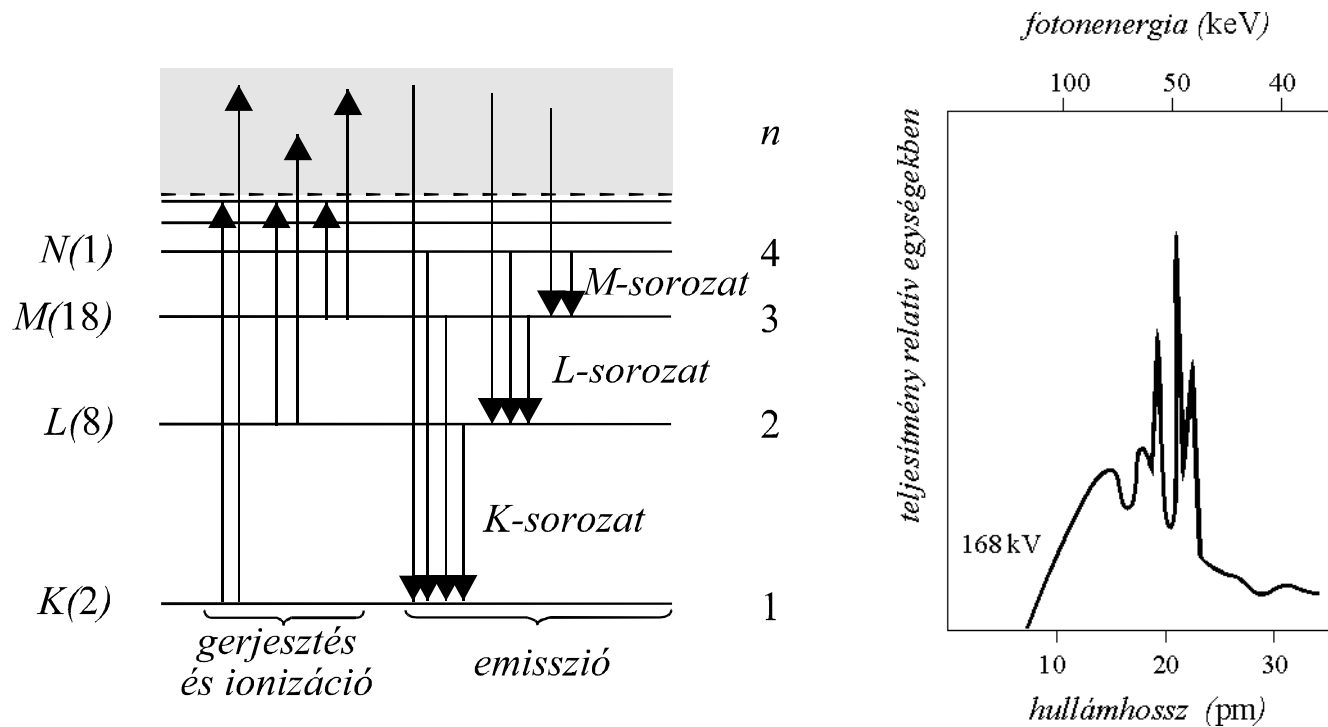 n
N(1)
4
M-sorozat
M(18)
3
L-sorozat
L(8)
2
K-sorozat
K(2)
1
gerjesztés
és ionizáció
emisszió
fotonenergia (keV)
100
50
40
teljesítmény relatív egységekben
168 kV
10
20
30
hullámhossz (pm)